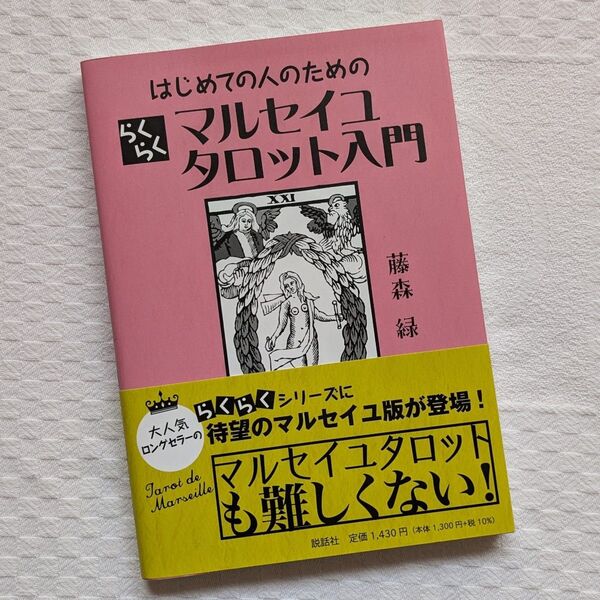 はじめての人のための
らくらく
マルセイユ
タロット入門
XXI
藤森 緑
大人気
ロングセラーの
らくらくシリーズに
待望のマルセイユ版が登場!
Tarot de
Marseille
マルセイユタロット
も難しくない!
説話社 定価1,430円(本体1,300円+税10%)